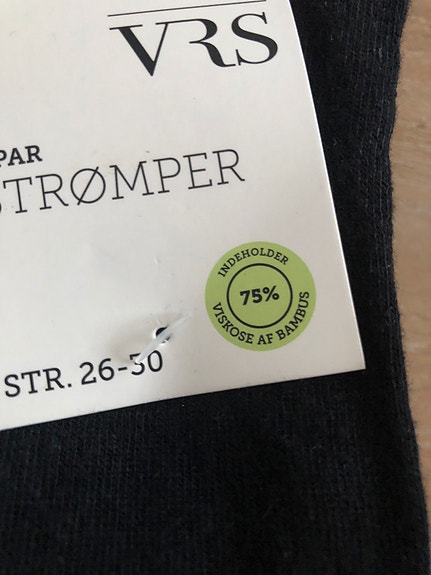 VRS
PAR
STRØMPER
INDEHOLDER
75%
VISKOSE AF BAMBUS
STR. 26-30